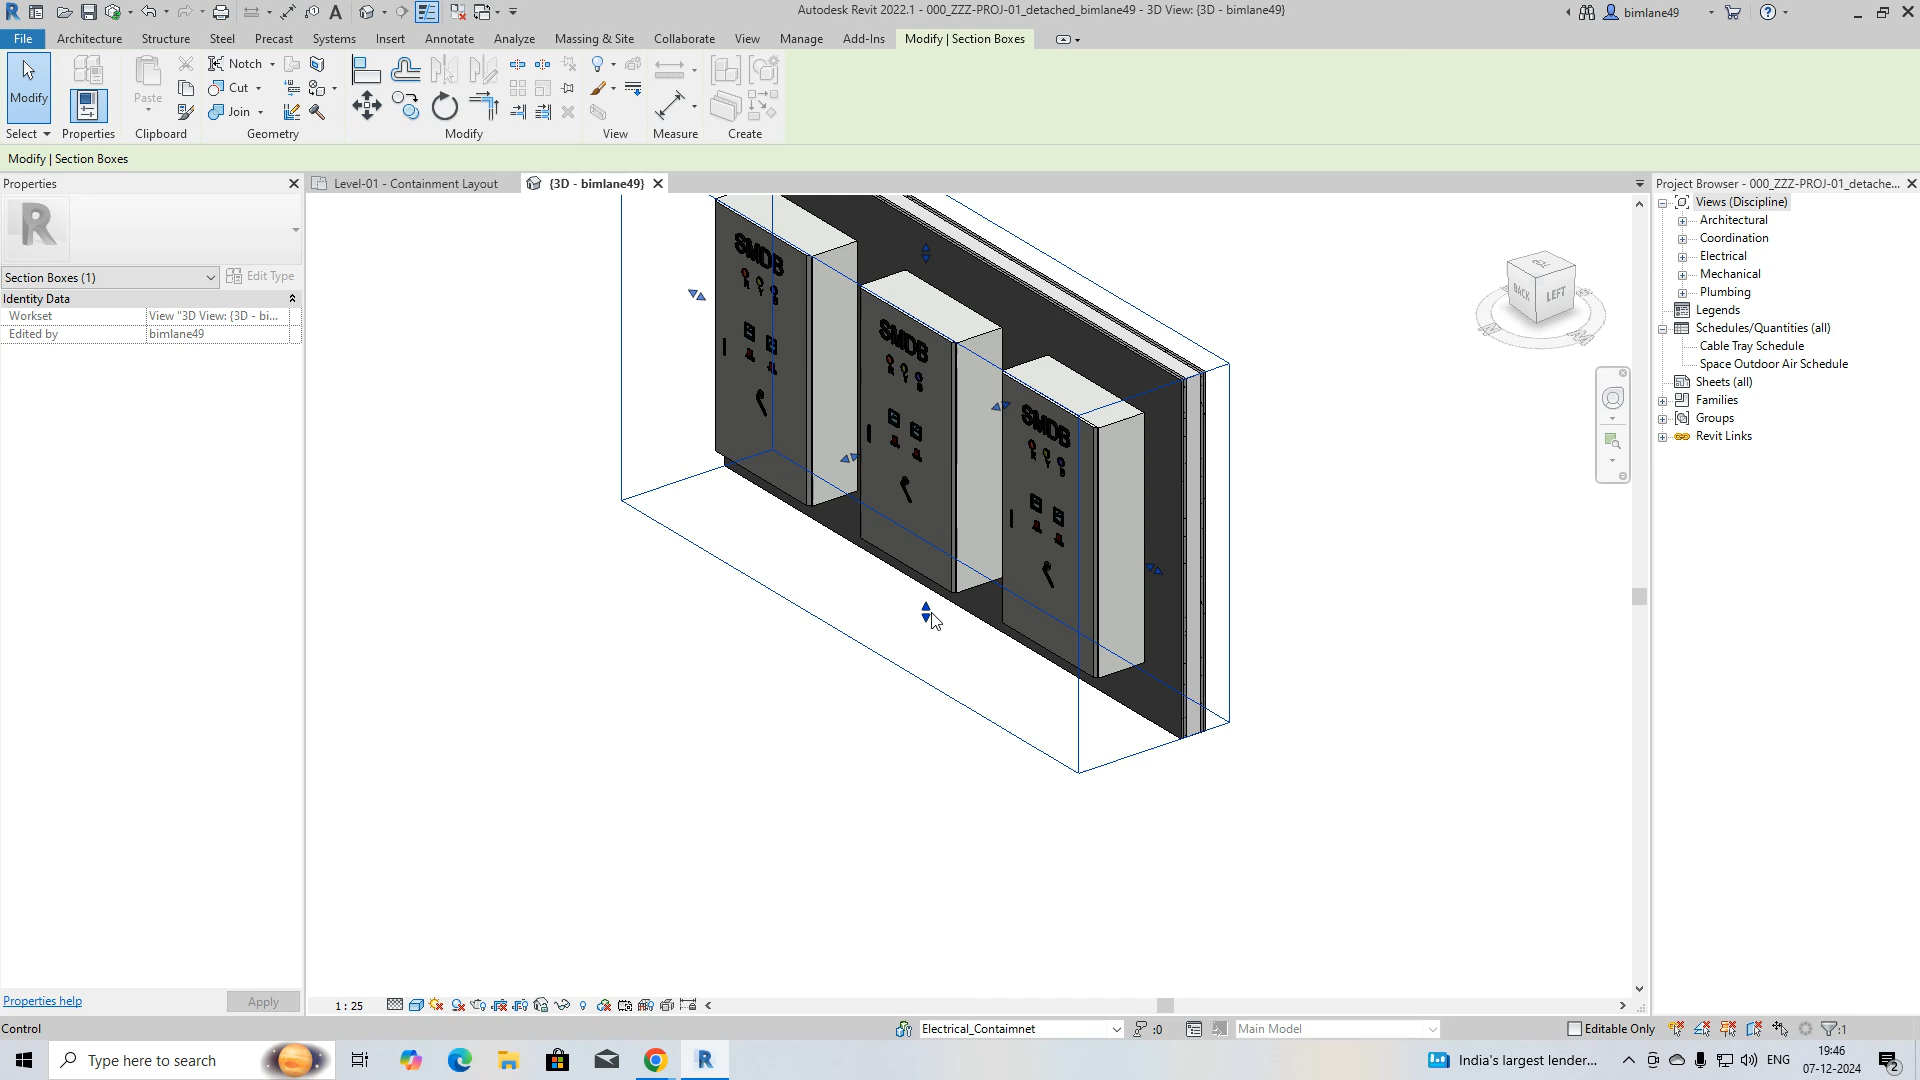 Autodesk Revit 2022.1 - 000_ZZZ-PROJ-01_detached_bimlane49 - 3D View: {3D - bimlane49}
bimlane49
File Architecture Structure Steel Precast Systems Insert Annotate Analyze Massing & Site Collaborate View Manage Add-Ins Modify | Section Boxes
Modify
Paste
Notch
Cut
Join
Select Properties Clipboard Geometry Modify View Measure Create
Modify | Section Boxes
Properties
Level-01 - Containment Layout
{3D - bimlane49}
Project Browser - 000_ZZZ-PROJ-01_detache...
Section Boxes (1)
Edit Type
Identity Data
Workset View "3D View: {3D - bi...
Edited by bimlane49
Views (Discipline)
Architectural
Coordination
Electrical
Mechanical
Plumbing
Legends
Schedules/Quantities (all)
Cable Tray Schedule
Space Outdoor Air Schedule
Sheets (all)
Families
Groups
Revit Links
SMDB
R Y B
SMDB
R Y B
SMDB
R Y B
BACK
LEFT
Properties help
Apply
1 : 25
Control
Electrical_Contaimnet
:0
Main Model
Editable Only
:1
Type here to search
India's largest lender...
ENG
19:46
07-12-2024
2